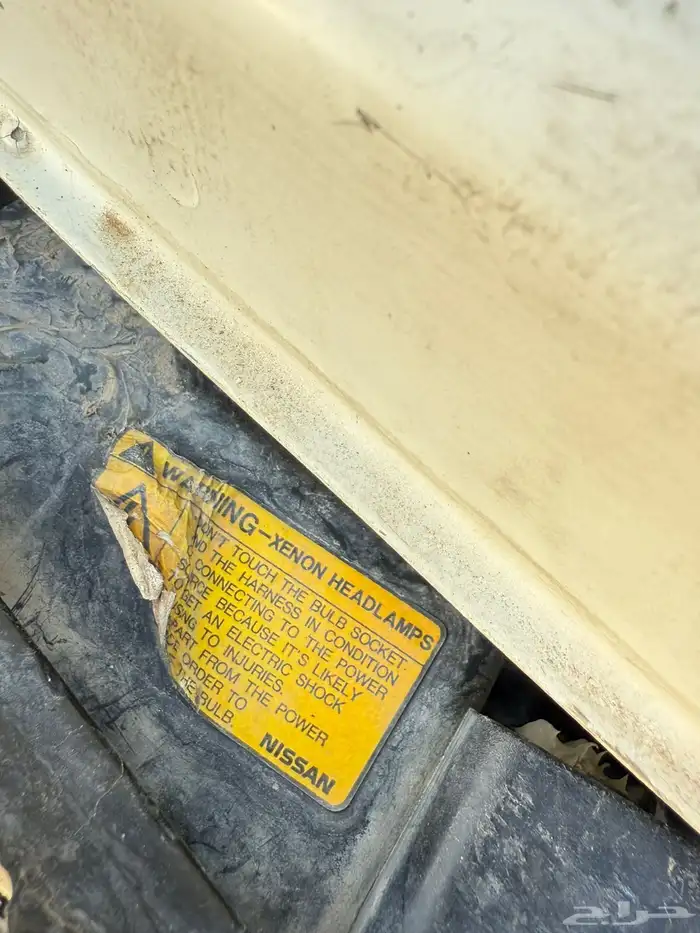 WARNING-XENON HEADLAMPS
DON'T TOUCH THE BULB SOCKET.
THE HARNESS IN CONDITION
CONNECTING TO THE POWER
BECAUSE IT'S LIKELY
AN ELECTRIC SHOCK
TO INJURIES.
FROM THE POWER
ORDER TO
BULB
NISSAN
حراج